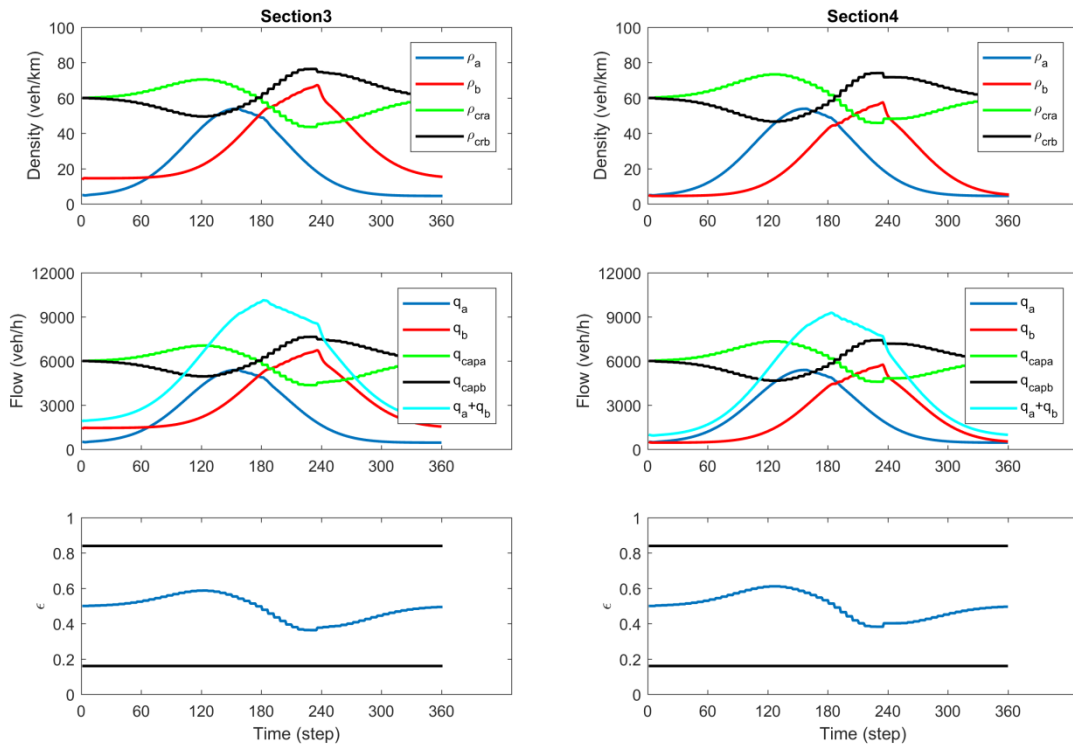 Section3
100
80
60
40
20
0
Density (veh/km)
ρa
ρb
ρcra
ρcrb
0 60 120 180 240 300 360
Section4
100
80
60
40
20
0
Density (veh/km)
ρa
ρb
ρcra
ρcrb
0 60 120 180 240 300 360
12000
9000
6000
3000
0
Flow (veh/h)
qa
qb
qcapa
qcapb
qa+qb
0 60 120 180 240 300 360
12000
9000
6000
3000
0
Flow (veh/h)
qa
qb
qcapa
qcapb
qa+qb
0 60 120 180 240 300 360
1
0.8
0.6
0.4
0.2
0
ϵ
0 60 120 180 240 300 360
Time (step)
1
0.8
0.6
0.4
0.2
0
ϵ
0 60 120 180 240 300 360
Time (step)